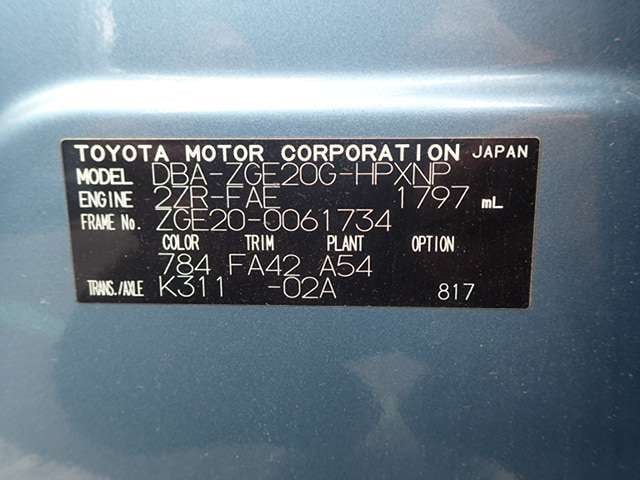 TOYOTA MOTOR CORPORATION JAPAN
MODEL DBA-ZGE20G-HPXNP
ENGINE 2ZR-FAE 1797 mL
FRAME No. ZGE20-0061734
COLOR TRIM PLANT OPTION
784 FA42 A54
TRANS./AXLE K311 -02A 817